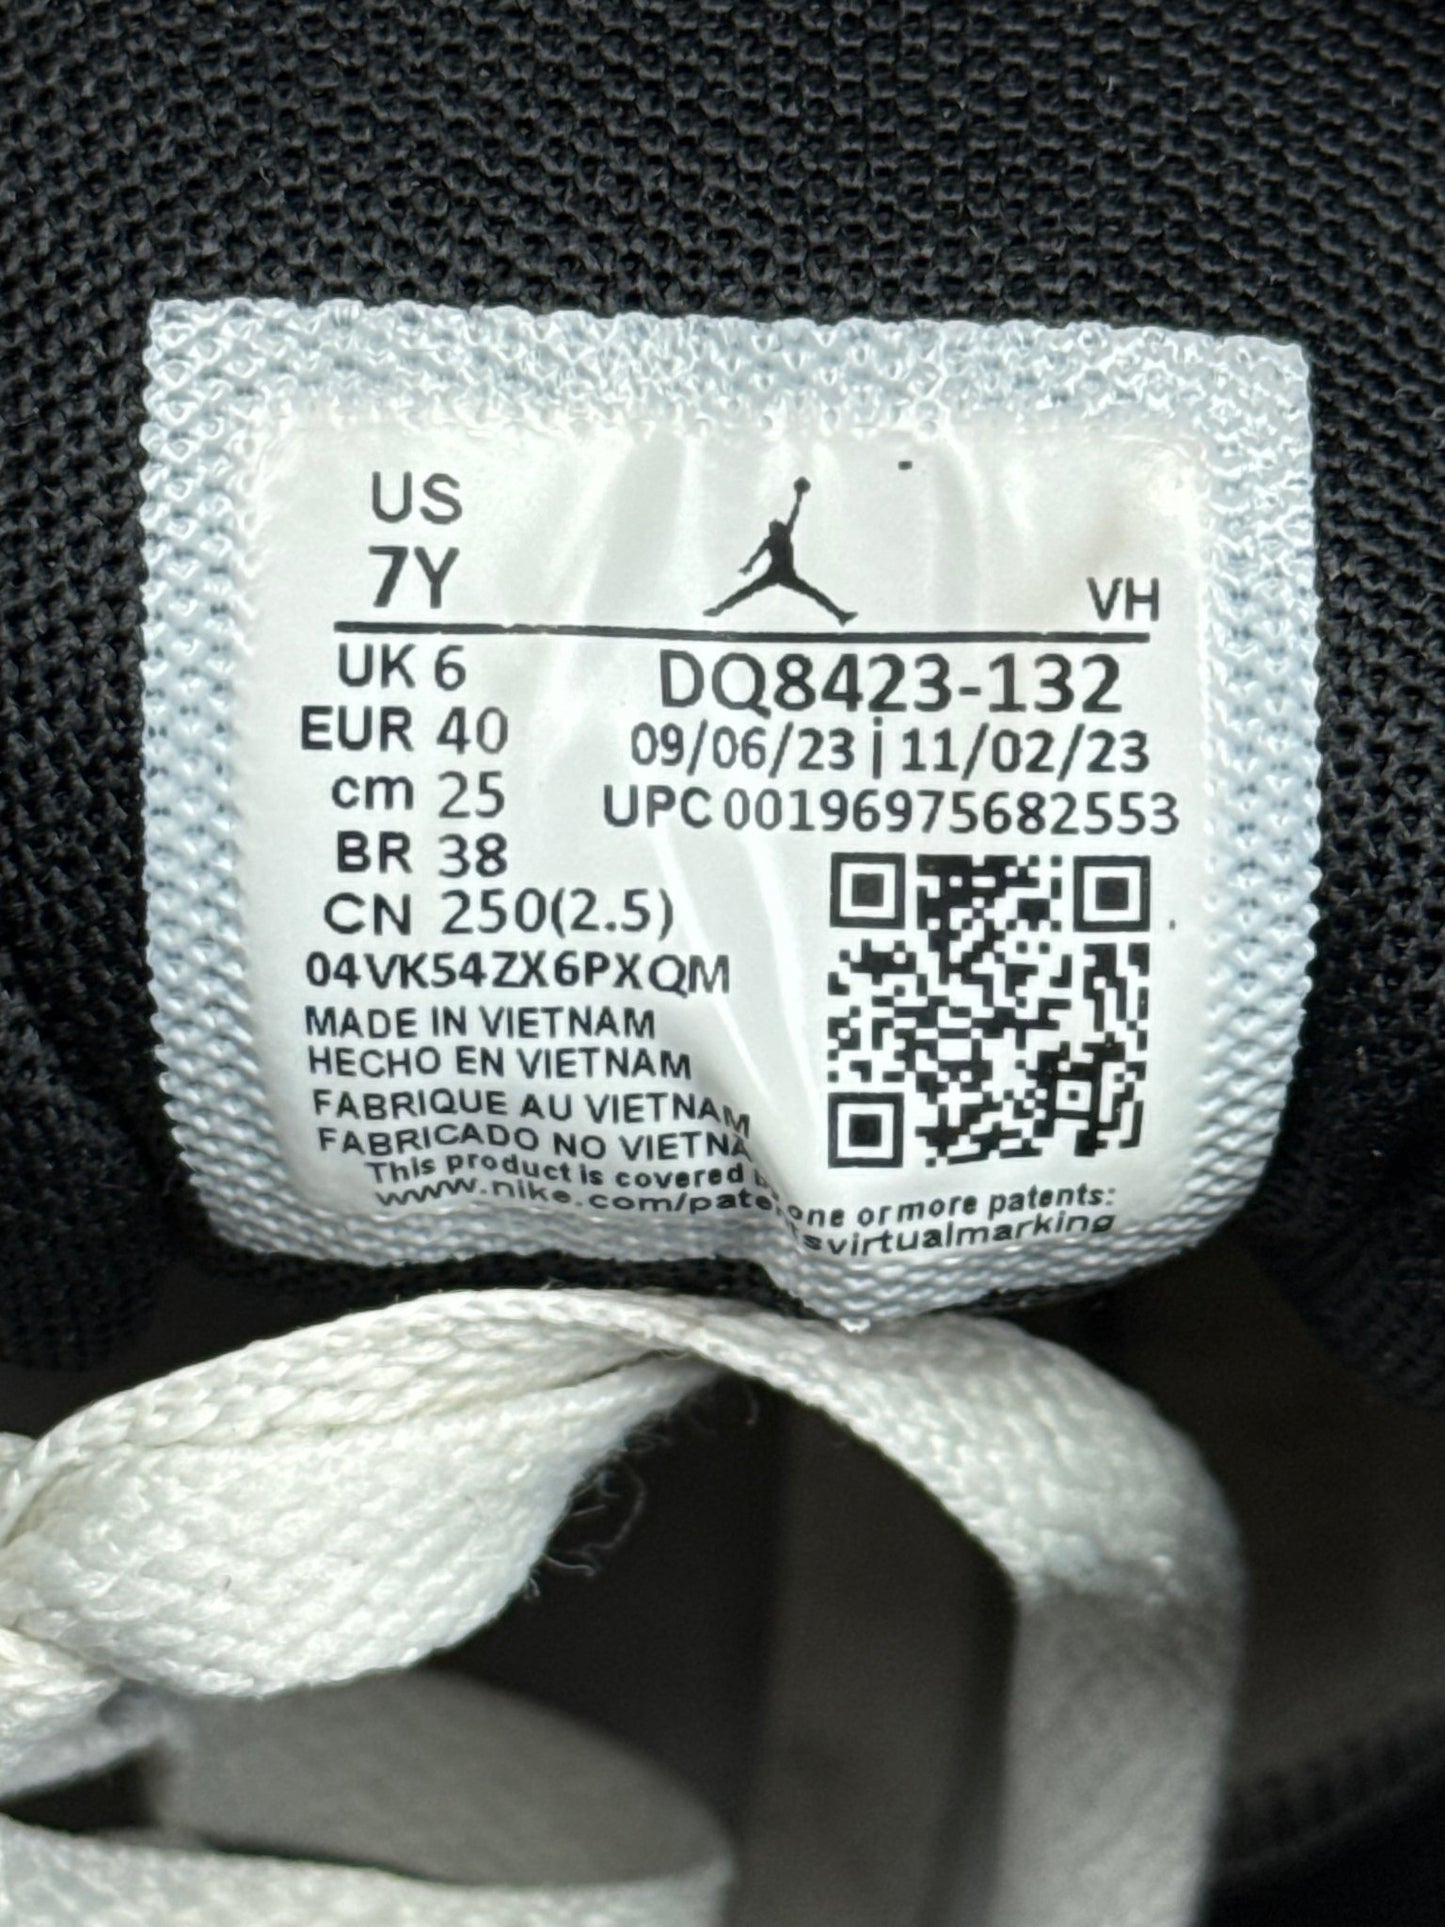 US
7Y
VH
UK 6
EUR 40
cm 25
BR 38
CN 250(2.5)
DQ8423-132
09/06/23 | 11/02/23
UPC 00196975682553
04VK54ZX6PXQM
MADE IN VIETNAM
HECHO EN VIETNAM
FABRIQUE AU VIETNAM
FABRICADO NO VIETNA
This product is covered one or more patents:
www.nike.com/patentsvirtualmarking